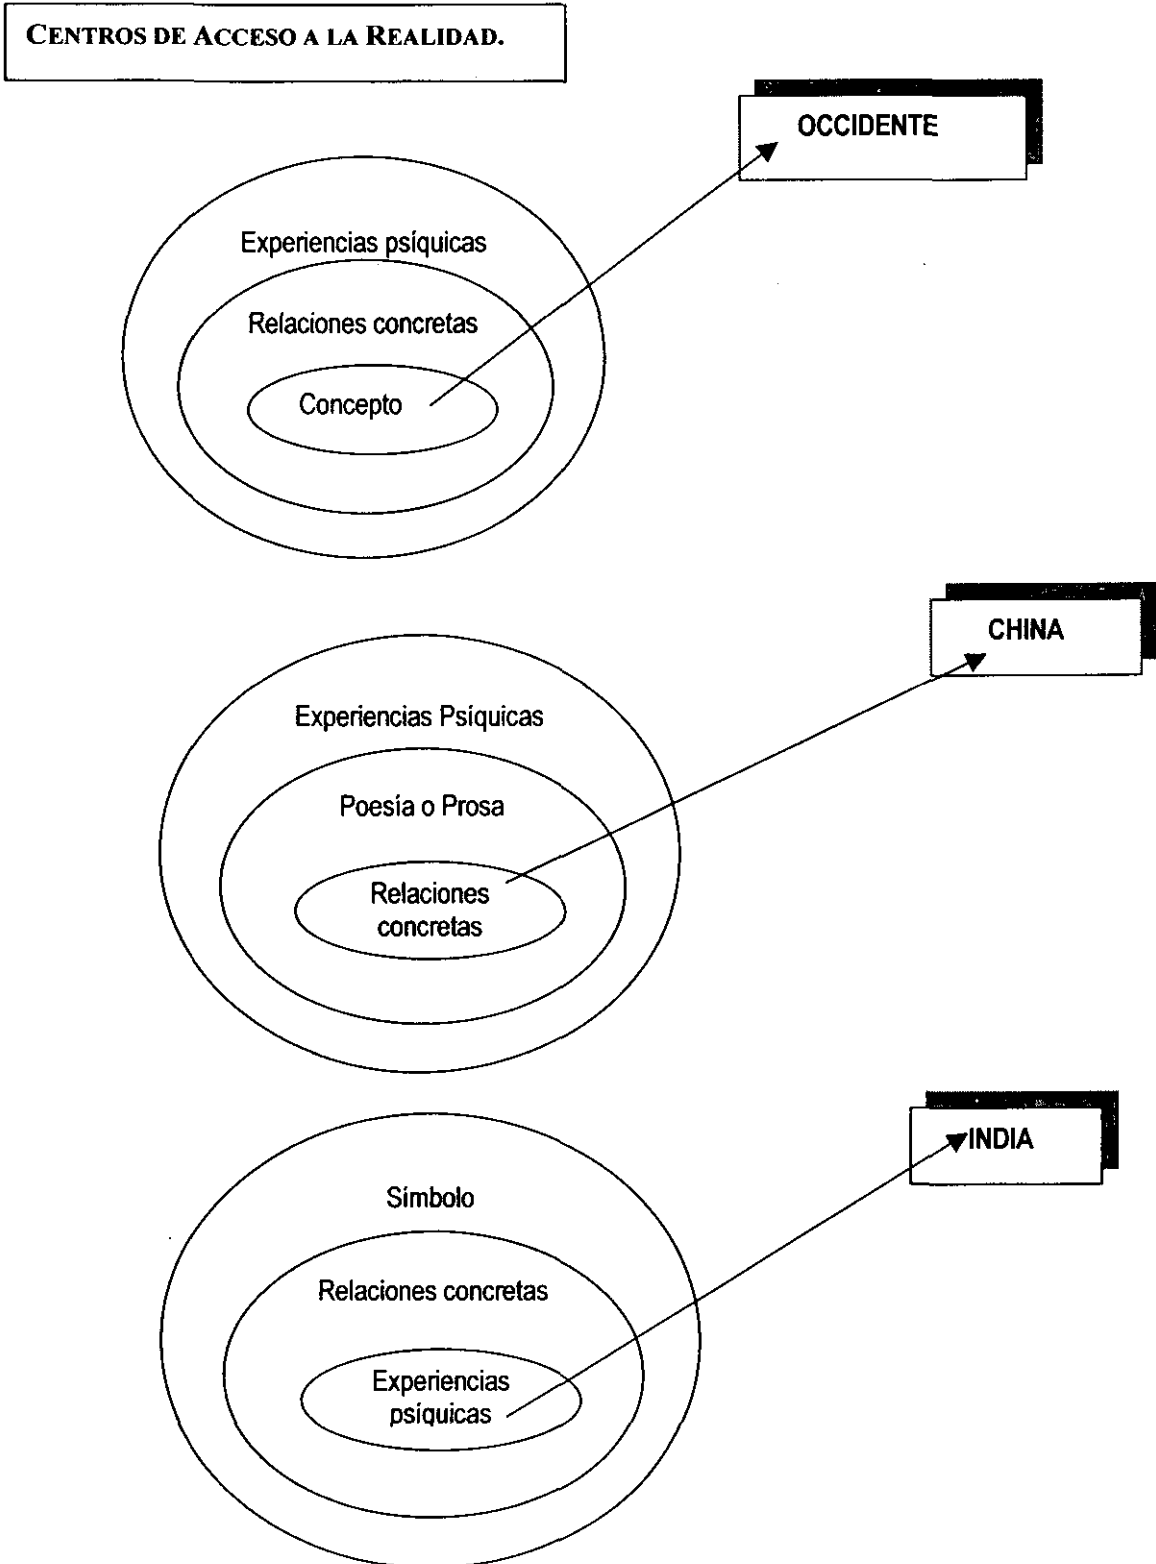 CENTROS DE ACCESO A LA REALIDAD.
OCCIDENTE
Experiencias psíquicas
Relaciones concretas
Concepto
CHINA
Experiencias Psíquicas
Poesía o Prosa
Relaciones
concretas
INDIA
Símbolo
Relaciones concretas
Experiencias
psíquicas